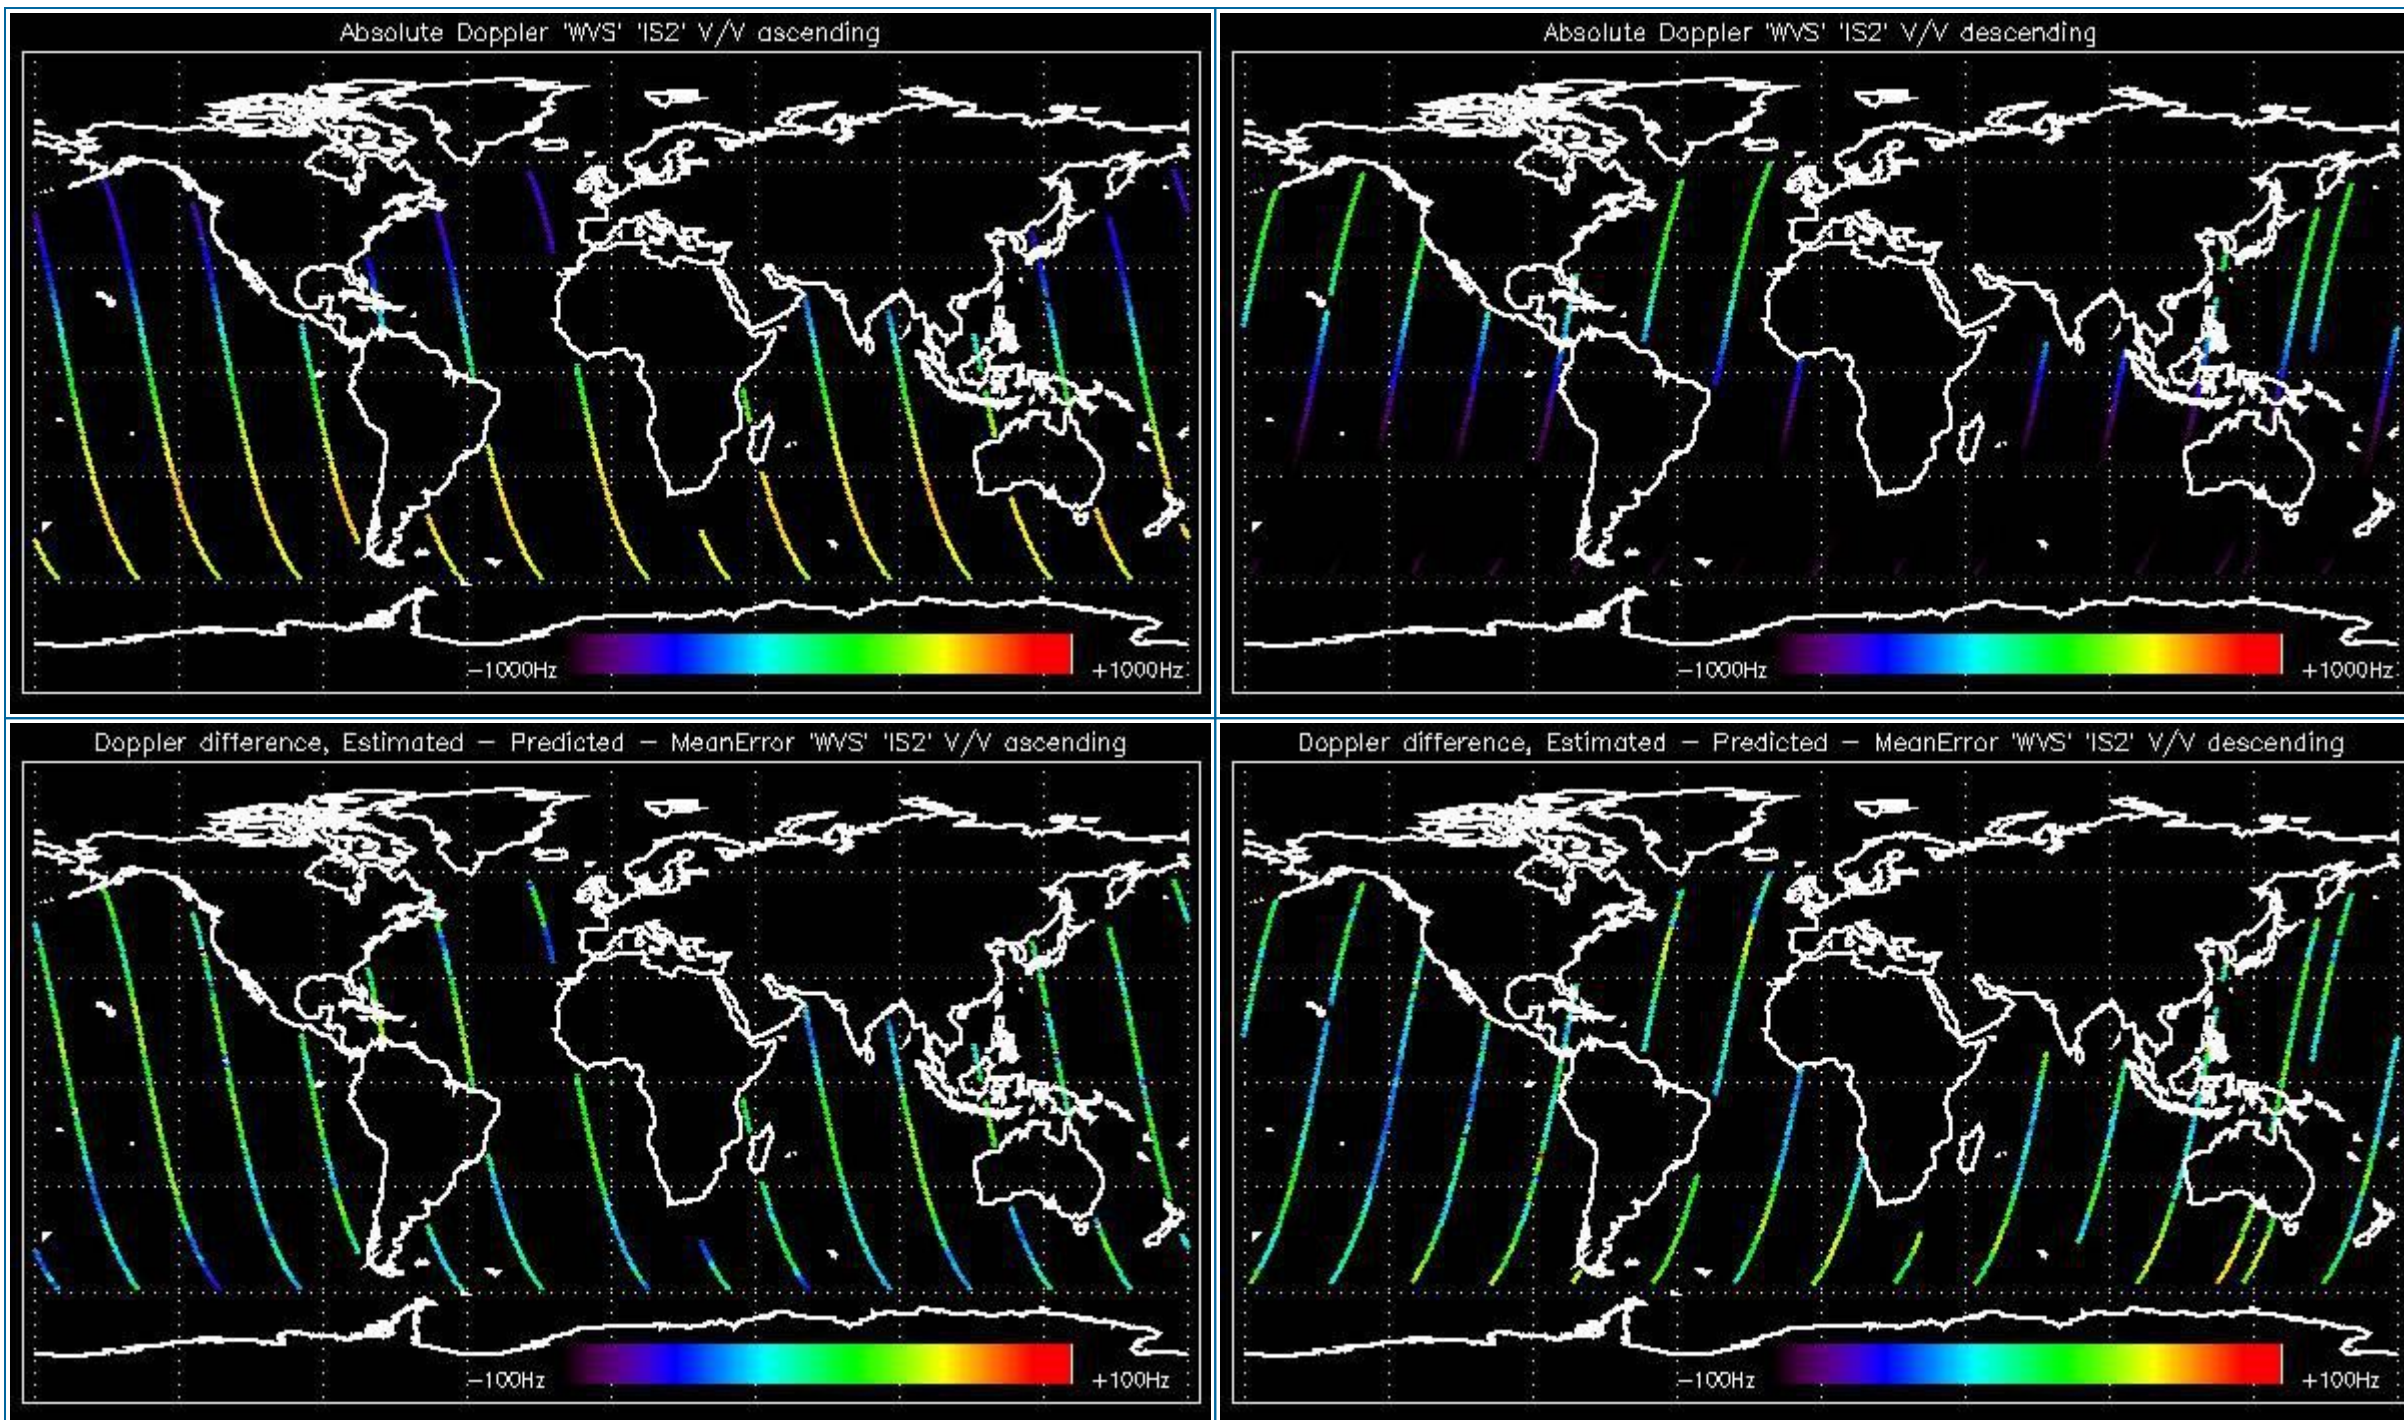 Absolute Doppler 'WVS' 'IS2' V/V ascending
-1000Hz +1000Hz
Absolute Doppler 'WVS' 'IS2' V/V descending
-1000Hz +1000Hz
Doppler difference, Estimated - Predicted - MeanError 'WVS' 'IS2' V/V ascending
-100Hz +100Hz
Doppler difference, Estimated - Predicted - MeanError 'WVS' 'IS2' V/V descending
-100Hz +100Hz